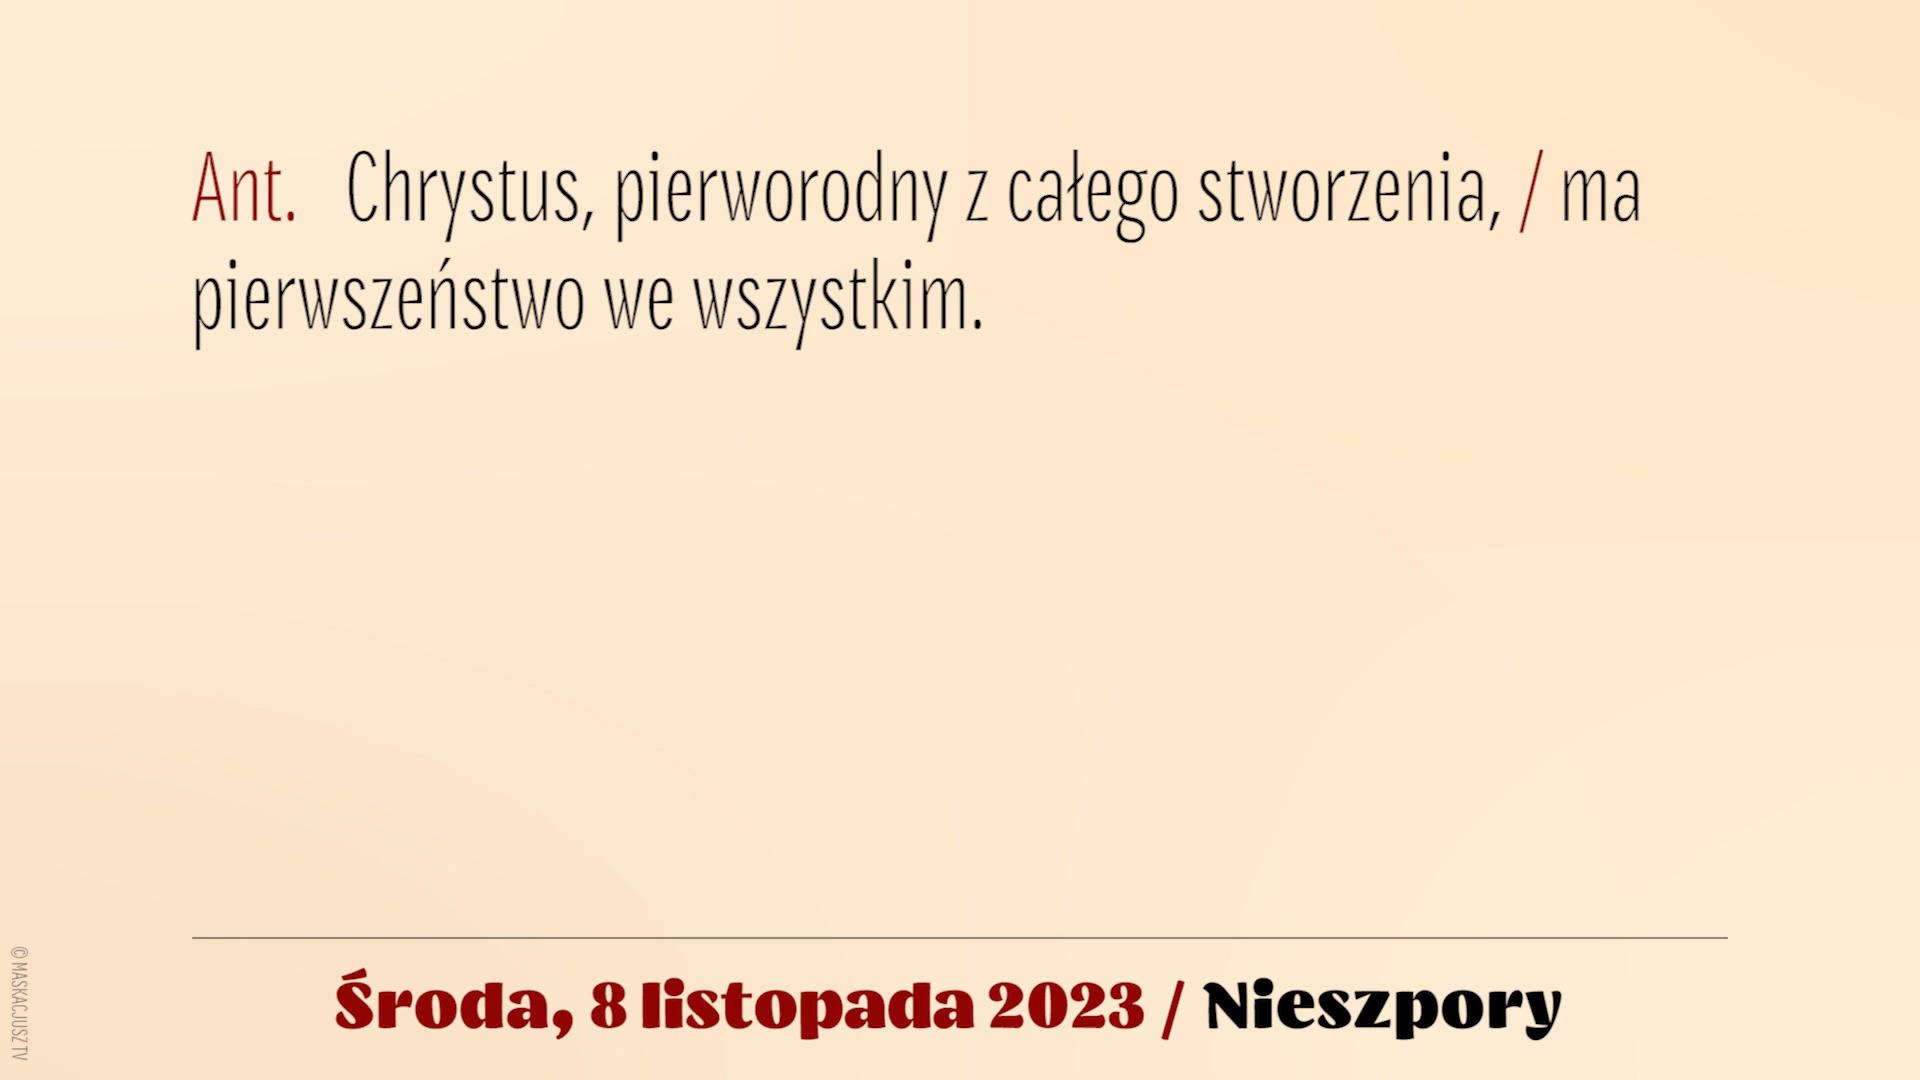 Ant. Chrystus, pierworodny z całego stworzenia, / ma
pierwszeństwo we wszystkim.
Środa, 8 listopada 2023 / Nieszpory
© MASKACJUSZ TV